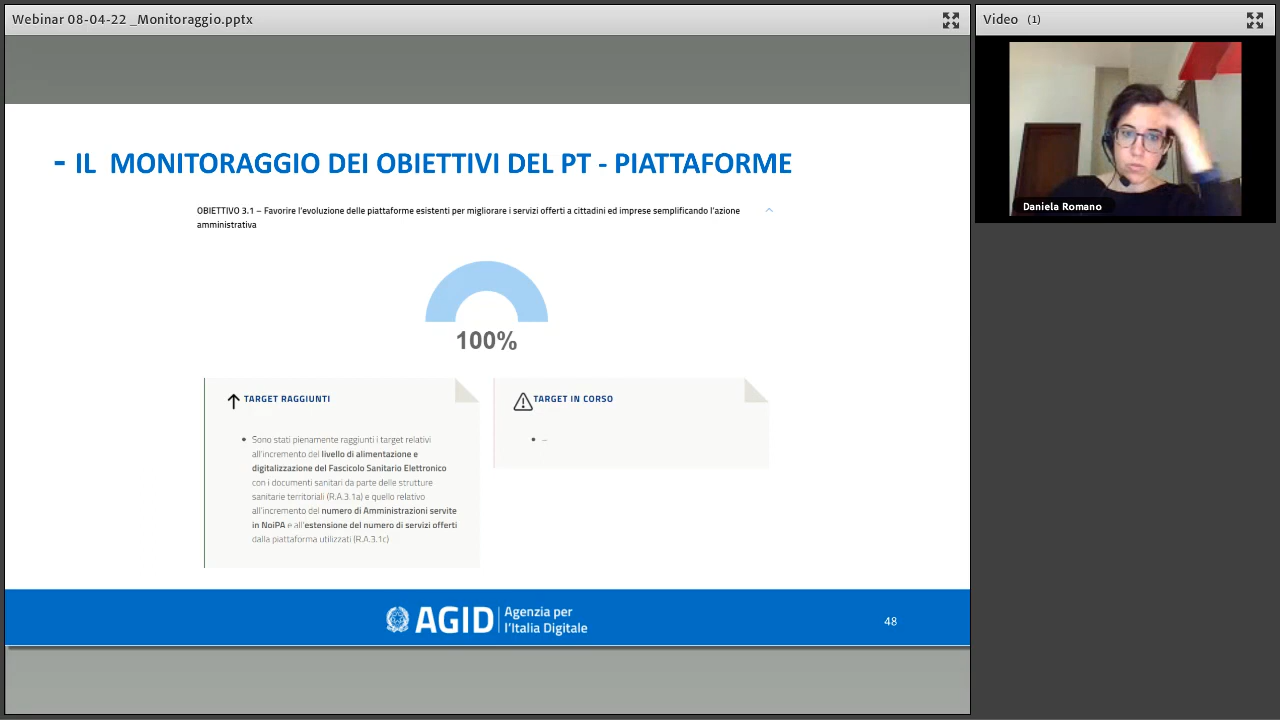 Webinar 08-04-22 _Monitoraggio.pptx
Video (1)
Daniela Romano
- IL MONITORAGGIO DEI OBIETTIVI DEL PT - PIATTAFORME
OBIETTIVO 3.1 – Favorire l'evoluzione delle piattaforme esistenti per migliorare i servizi offerti a cittadini ed imprese semplificando l'azione
amministrativa
100%
TARGET RAGGIUNTI
• Sono stati pienamente raggiunti i target relativi
all'incremento del livello di alimentazione e
digitalizzazione del Fascicolo Sanitario Elettronico
con i documenti sanitari da parte delle strutture
sanitarie territoriali (R.A.3.1a) e quello relativo
all'incremento del numero di Amministrazioni servite
in NoiPA e all'estensione del numero di servizi offerti
dalla piattaforma utilizzati (R.A.3.1c)
TARGET IN CORSO
• –
AGID Agenzia per
l'Italia Digitale
48